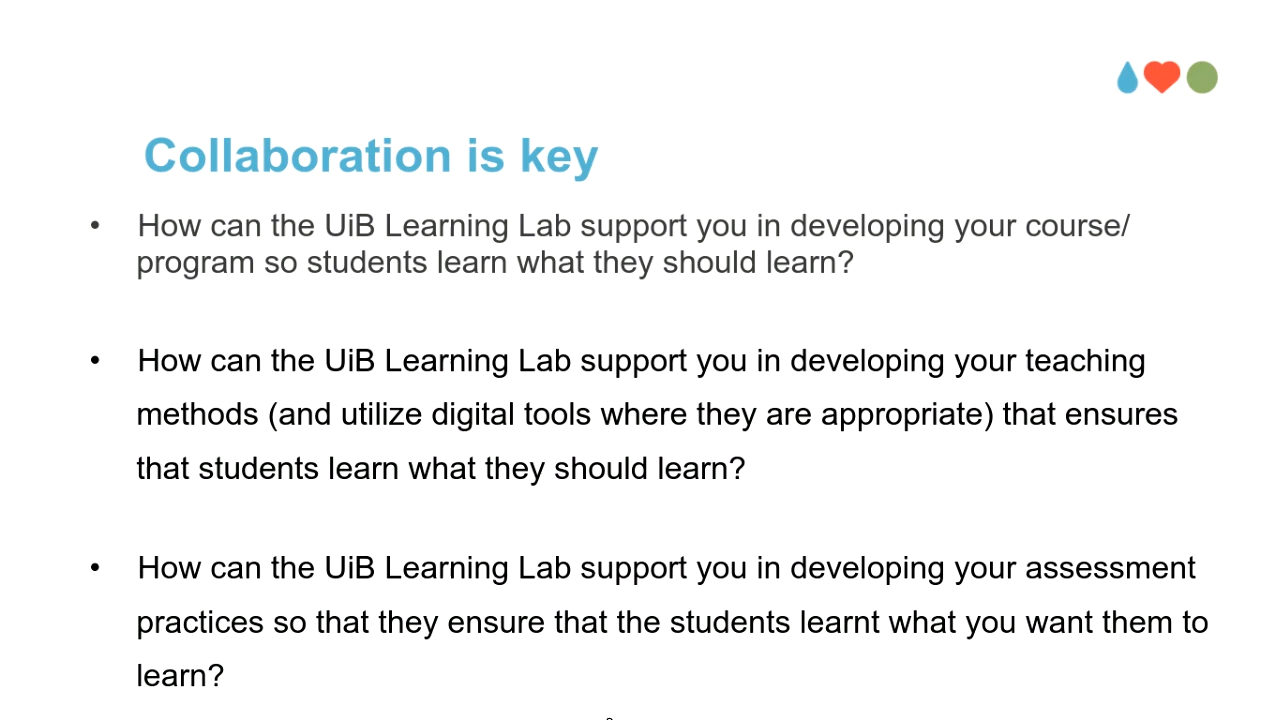 Collaboration is key
• How can the UiB Learning Lab support you in developing your course/
program so students learn what they should learn?
• How can the UiB Learning Lab support you in developing your teaching
methods (and utilize digital tools where they are appropriate) that ensures
that students learn what they should learn?
• How can the UiB Learning Lab support you in developing your assessment
practices so that they ensure that the students learnt what you want them to
learn?